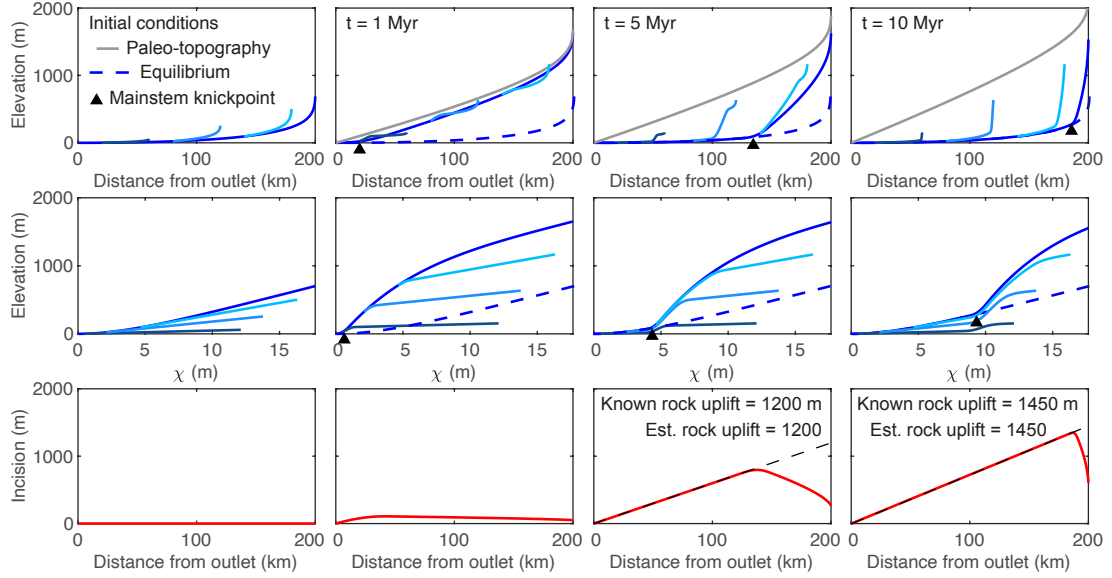 2000
1000
0
Elevation (m)
Initial conditions
Paleo-topography
Equilibrium
Mainstem knickpoint
t = 1 Myr
t = 5 Myr
t = 10 Myr
0 100 200
0 100 200
0 100 200
0 100 200
Distance from outlet (km)
Distance from outlet (km)
Distance from outlet (km)
Distance from outlet (km)
2000
1000
0
Elevation (m)
0 5 10 15
0 5 10 15
0 5 10 15
0 5 10 15
χ (m)
χ (m)
χ (m)
χ (m)
2000
1000
0
Incision (m)
Known rock uplift = 1200 m
Est. rock uplift = 1200
Known rock uplift = 1450 m
Est. rock uplift = 1450
0 100 200
0 100 200
0 100 200
0 100 200
Distance from outlet (km)
Distance from outlet (km)
Distance from outlet (km)
Distance from outlet (km)